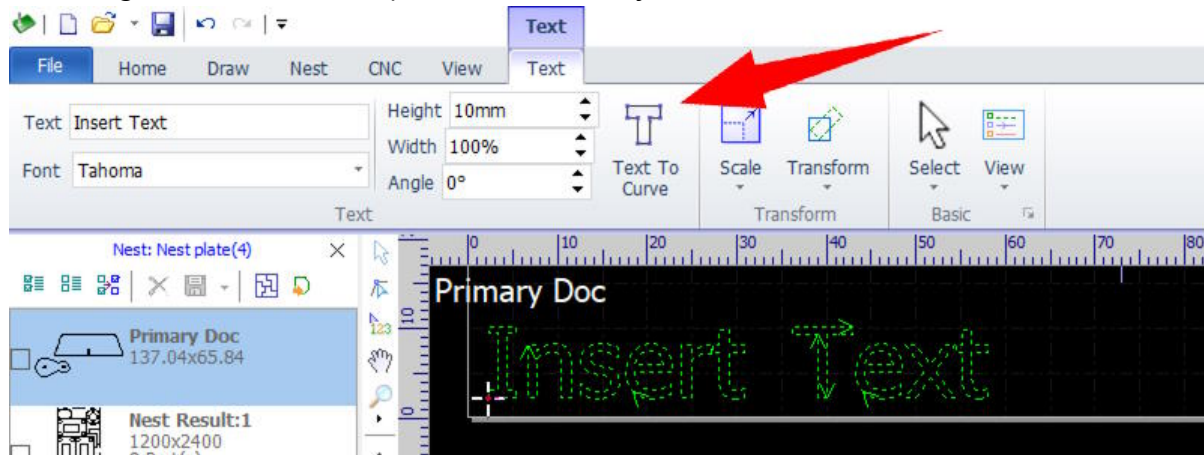 Text
File Home Draw Nest CNC View Text
Text Insert Text
Font Tahoma
Height 10mm
Width 100%
Angle 0°
Text To
Curve
Text
Scale Transform
Transform
Select View
Basic
Nest: Nest plate(4)
Primary Doc
137.04x65.84
Nest Result:1
1200x2400
123
0 10 20 30 40 50 60 70 80
10
0
Primary Doc
Insert Text